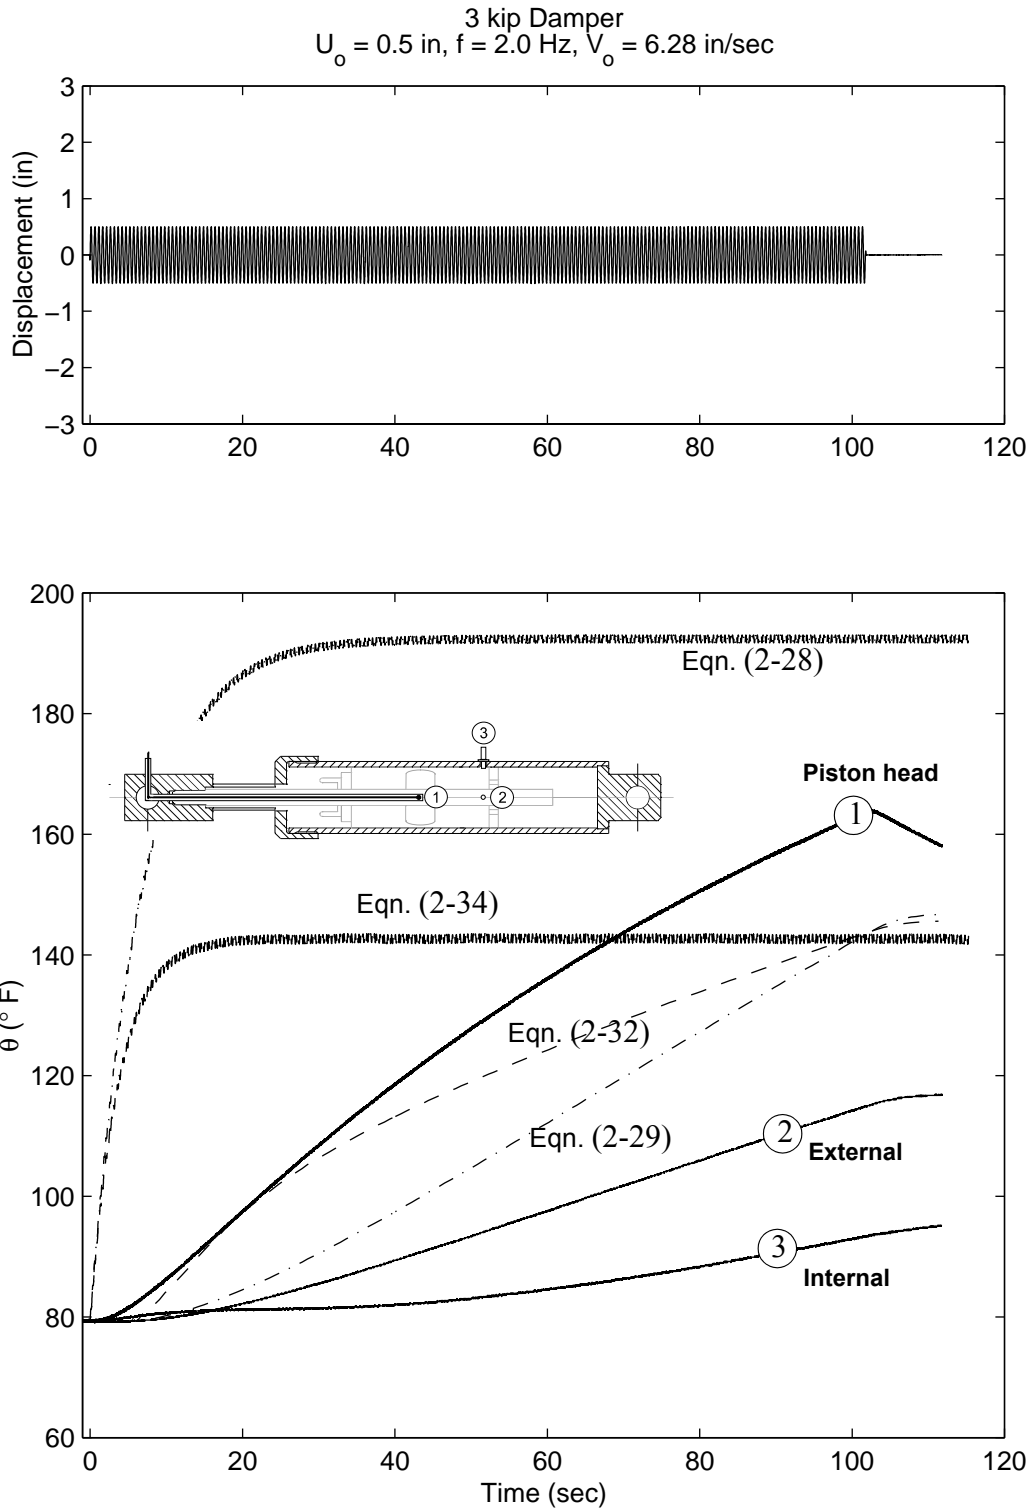 3 kip Damper
Uo = 0.5 in, f = 2.0 Hz, Vo = 6.28 in/sec
3
2
1
0
−1
−2
−3
Displacement (in)
0 20 40 60 80 100 120
200
180
160
140
120
100
80
60
θ (° F)
Eqn. (2-28)
3
1
2
Piston head
1
Eqn. (2-34)
Eqn. (2-32)
Eqn. (2-29)
2
External
3
Internal
0 20 40 60 80 100 120
Time (sec)